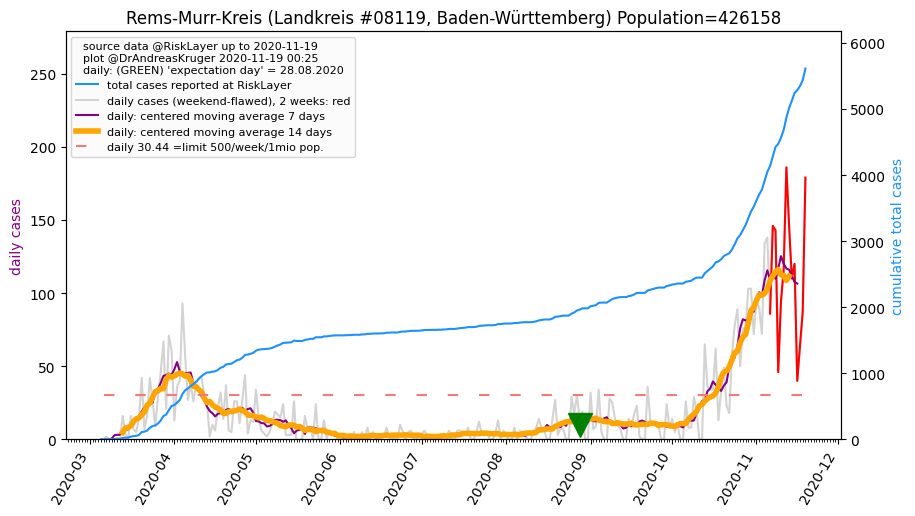 Rems-Murr-Kreis (Landkreis #08119, Baden-Württemberg) Population=426158
source data @RiskLayer up to 2020-11-19
plot @DrAndreasKruger 2020-11-19 00:25
daily: (GREEN) 'expectation day' = 28.08.2020
total cases reported at RiskLayer
daily cases (weekend-flawed), 2 weeks: red
daily: centered moving average 7 days
daily: centered moving average 14 days
daily 30.44 =limit 500/week/1mio pop.
daily cases
250
200
150
100
50
0
cumulative total cases
6000
5000
4000
3000
2000
1000
0
2020-03
2020-04
2020-05
2020-06
2020-07
2020-08
2020-09
2020-10
2020-11
2020-12